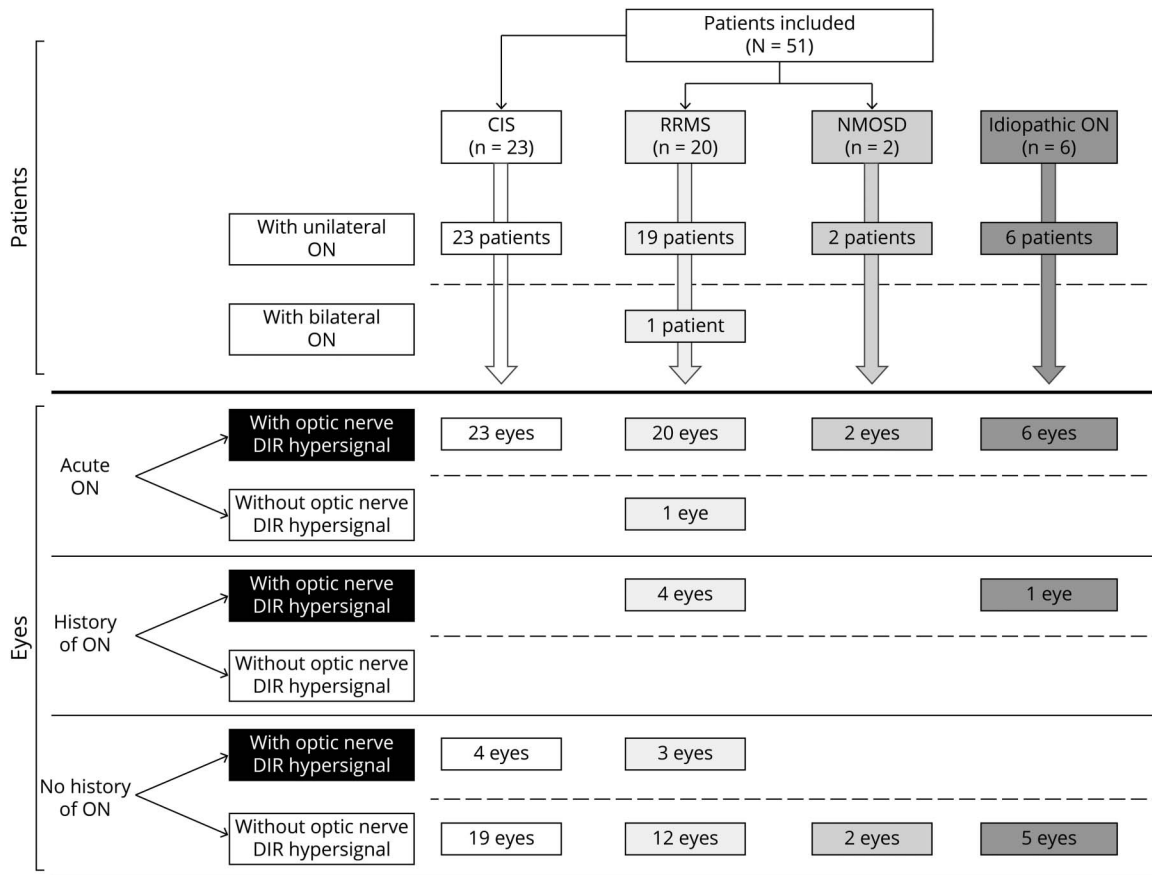 Patients included
(N = 51)
Patients
CIS
(n = 23)
RRMS
(n = 20)
NMOSD
(n = 2)
Idiopathic ON
(n = 6)
With unilateral
ON
23 patients
19 patients
2 patients
6 patients
With bilateral
ON
1 patient
Eyes
Acute
ON
With optic nerve
DIR hypersignal
23 eyes
20 eyes
2 eyes
6 eyes
Without optic nerve
DIR hypersignal
1 eye
History
of ON
With optic nerve
DIR hypersignal
4 eyes
1 eye
Without optic nerve
DIR hypersignal
No history
of ON
With optic nerve
DIR hypersignal
4 eyes
3 eyes
Without optic nerve
DIR hypersignal
19 eyes
12 eyes
2 eyes
5 eyes